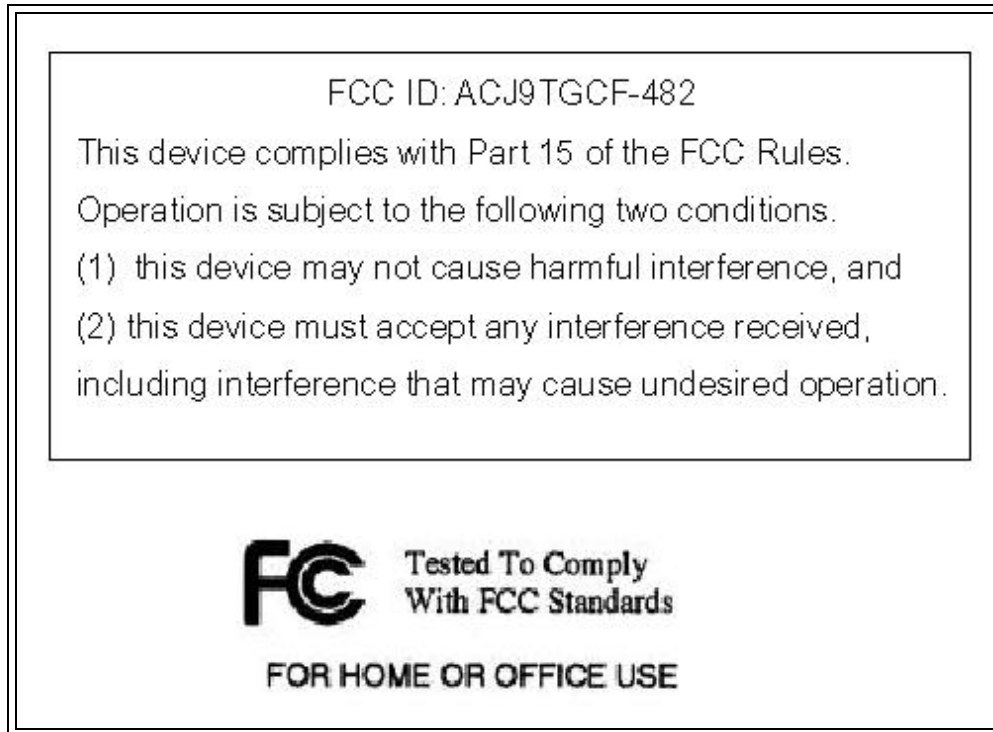 FCC ID: ACJ9TGCF-482
This device complies with Part 15 of the FCC Rules.
Operation is subject to the following two conditions.
(1) this device may not cause harmful interference, and
(2) this device must accept any interference received,
including interference that may cause undesired operation.
FC Tested To Comply
With FCC Standards
FOR HOME OR OFFICE USE